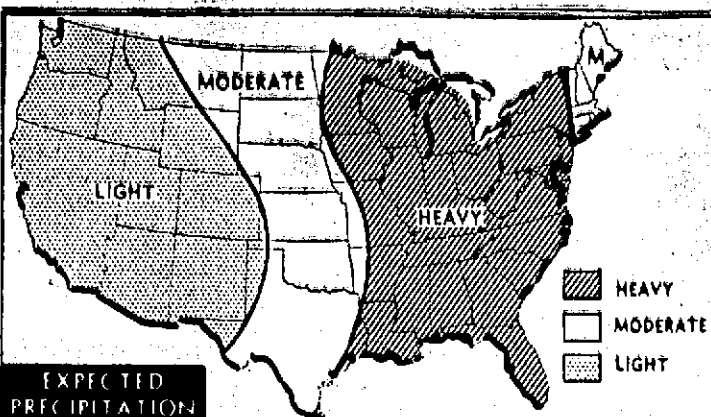 M
MODERATE
LIGHT
HEAVY
HEAVY
MODERATE
LIGHT
EXPECTED
PRECIPITATION